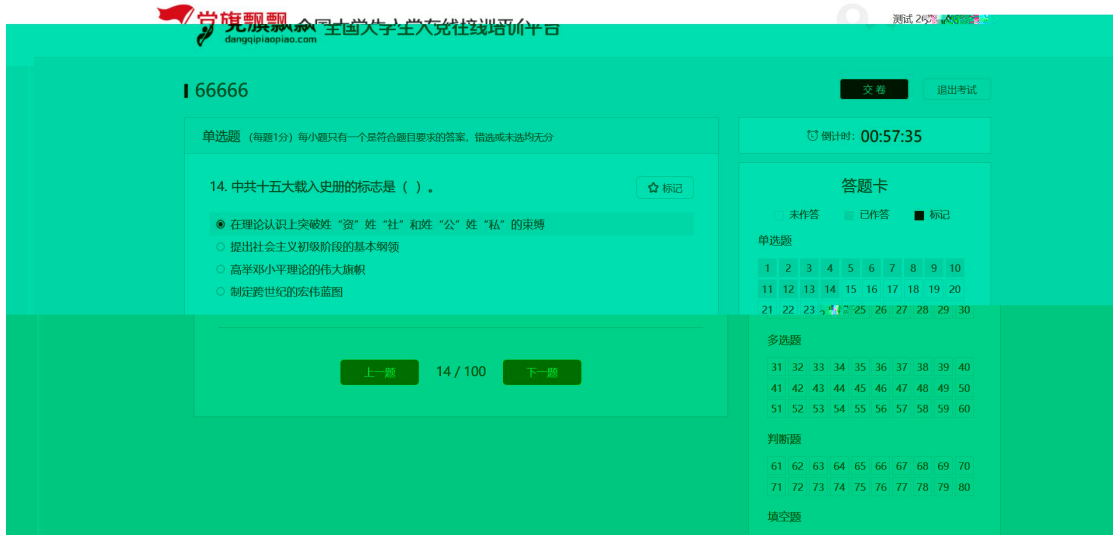 党旗飘飘 全国大学生入党在线培训平台
dangqipiaopiao.com
测试
66666
交卷
退出考试
单选题 (每题1分) 每小题只有一个是符合题目要求的答案,错选或未选均无分
倒计时: 00:57:35
14. 中共十五大载入史册的标志是( )。
标记
在理论认识上突破姓“资”姓“社”和姓“公”姓“私”的束缚
提出社会主义初级阶段的基本纲领
高举邓小平理论的伟大旗帜
制定跨世纪的宏伟蓝图
上一题
14 / 100
下一题
答题卡
未作答 已作答 标记
单选题
1 2 3 4 5 6 7 8 9 10
11 12 13 14 15 16 17 18 19 20
21 22 23 25 26 27 28 29 30
多选题
31 32 33 34 35 36 37 38 39 40
41 42 43 44 45 46 47 48 49 50
51 52 53 54 55 56 57 58 59 60
判断题
61 62 63 64 65 66 67 68 69 70
71 72 73 74 75 76 77 78 79 80
填空题